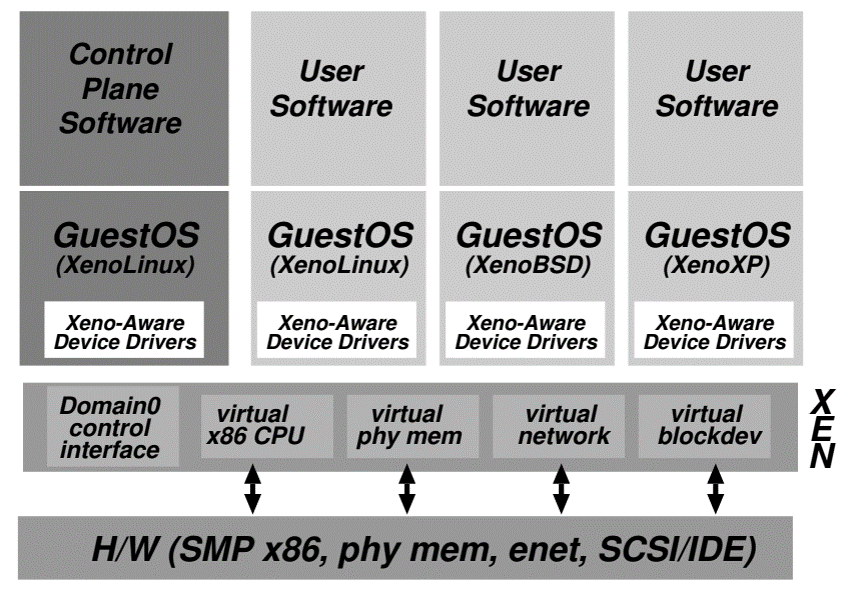 Control
Plane
Software
User
Software
User
Software
User
Software
GuestOS
(XenoLinux)
Xeno-Aware
Device Drivers
GuestOS
(XenoLinux)
Xeno-Aware
Device Drivers
GuestOS
(XenoBSD)
Xeno-Aware
Device Drivers
GuestOS
(XenoXP)
Xeno-Aware
Device Drivers
Domain0
control
interface
virtual
x86 CPU
virtual
phy mem
virtual
network
virtual
blockdev
X
E
N
H/W (SMP x86, phy mem, enet, SCSI/IDE)